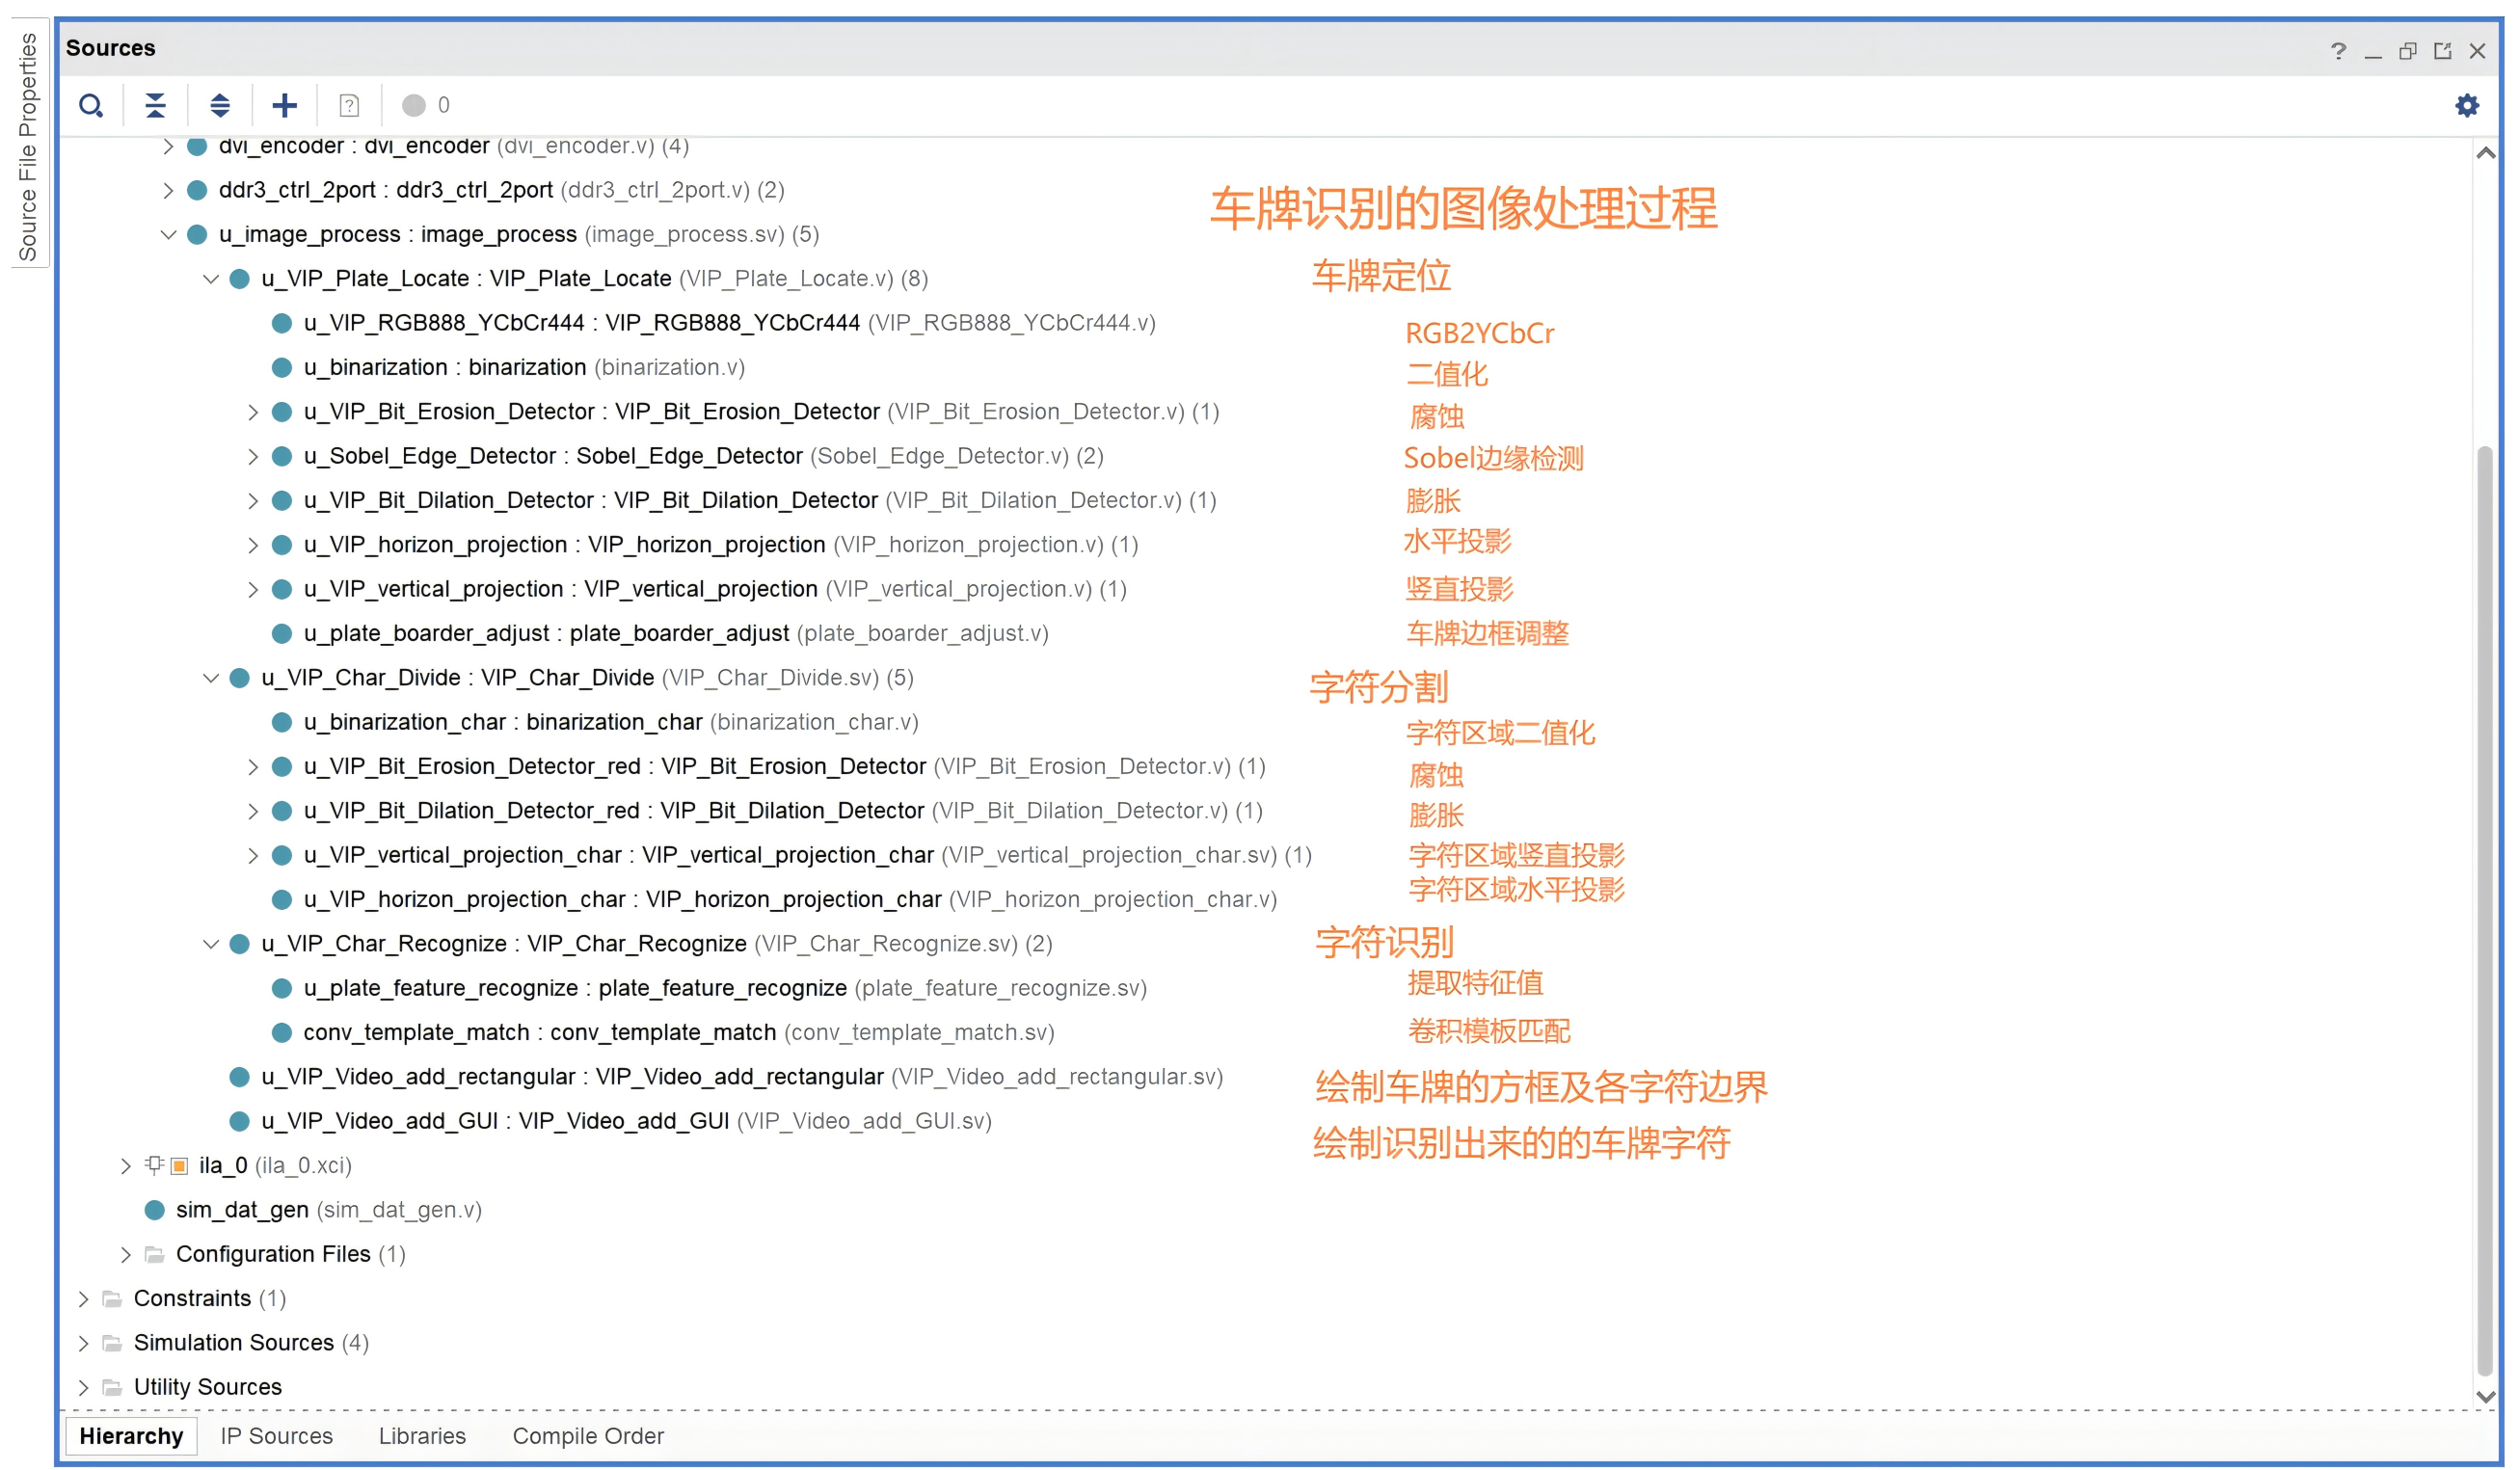 Source File Properties
Sources
? 
0
dvi_encoder : dvi_encoder (dvi_encoder.v) (4)
ddr3_ctrl_2port : ddr3_ctrl_2port (ddr3_ctrl_2port.v) (2)
车牌识别的图像处理过程
u_image_process : image_process (image_process.sv) (5)
u_VIP_Plate_Locate : VIP_Plate_Locate (VIP_Plate_Locate.v) (8)
车牌定位
u_VIP_RGB888_YCbCr444 : VIP_RGB888_YCbCr444 (VIP_RGB888_YCbCr444.v)
RGB2YCbCr
u_binarization : binarization (binarization.v)
二值化
u_VIP_Bit_Erosion_Detector : VIP_Bit_Erosion_Detector (VIP_Bit_Erosion_Detector.v) (1)
腐蚀
u_Sobel_Edge_Detector : Sobel_Edge_Detector (Sobel_Edge_Detector.v) (2)
Sobel边缘检测
u_VIP_Bit_Dilation_Detector : VIP_Bit_Dilation_Detector (VIP_Bit_Dilation_Detector.v) (1)
膨胀
u_VIP_horizon_projection : VIP_horizon_projection (VIP_horizon_projection.v) (1)
水平投影
u_VIP_vertical_projection : VIP_vertical_projection (VIP_vertical_projection.v) (1)
竖直投影
u_plate_boarder_adjust : plate_boarder_adjust (plate_boarder_adjust.v)
车牌边框调整
u_VIP_Char_Divide : VIP_Char_Divide (VIP_Char_Divide.sv) (5)
字符分割
u_binarization_char : binarization_char (binarization_char.v)
字符区域二值化
u_VIP_Bit_Erosion_Detector_red : VIP_Bit_Erosion_Detector (VIP_Bit_Erosion_Detector.v) (1)
腐蚀
u_VIP_Bit_Dilation_Detector_red : VIP_Bit_Dilation_Detector (VIP_Bit_Dilation_Detector.v) (1)
膨胀
u_VIP_vertical_projection_char : VIP_vertical_projection_char (VIP_vertical_projection_char.sv) (1)
字符区域竖直投影
u_VIP_horizon_projection_char : VIP_horizon_projection_char (VIP_horizon_projection_char.v)
字符区域水平投影
u_VIP_Char_Recognize : VIP_Char_Recognize (VIP_Char_Recognize.sv) (2)
字符识别
u_plate_feature_recognize : plate_feature_recognize (plate_feature_recognize.sv)
提取特征值
conv_template_match : conv_template_match (conv_template_match.sv)
卷积模板匹配
u_VIP_Video_add_rectangular : VIP_Video_add_rectangular (VIP_Video_add_rectangular.sv)
绘制车牌的方框及各字符边界
u_VIP_Video_add_GUI : VIP_Video_add_GUI (VIP_Video_add_GUI.sv)
绘制识别出来的的车牌字符
ila_0 (ila_0.xci)
sim_dat_gen (sim_dat_gen.v)
Configuration Files (1)
Constraints (1)
Simulation Sources (4)
Utility Sources
Hierarchy IP Sources Libraries Compile Order